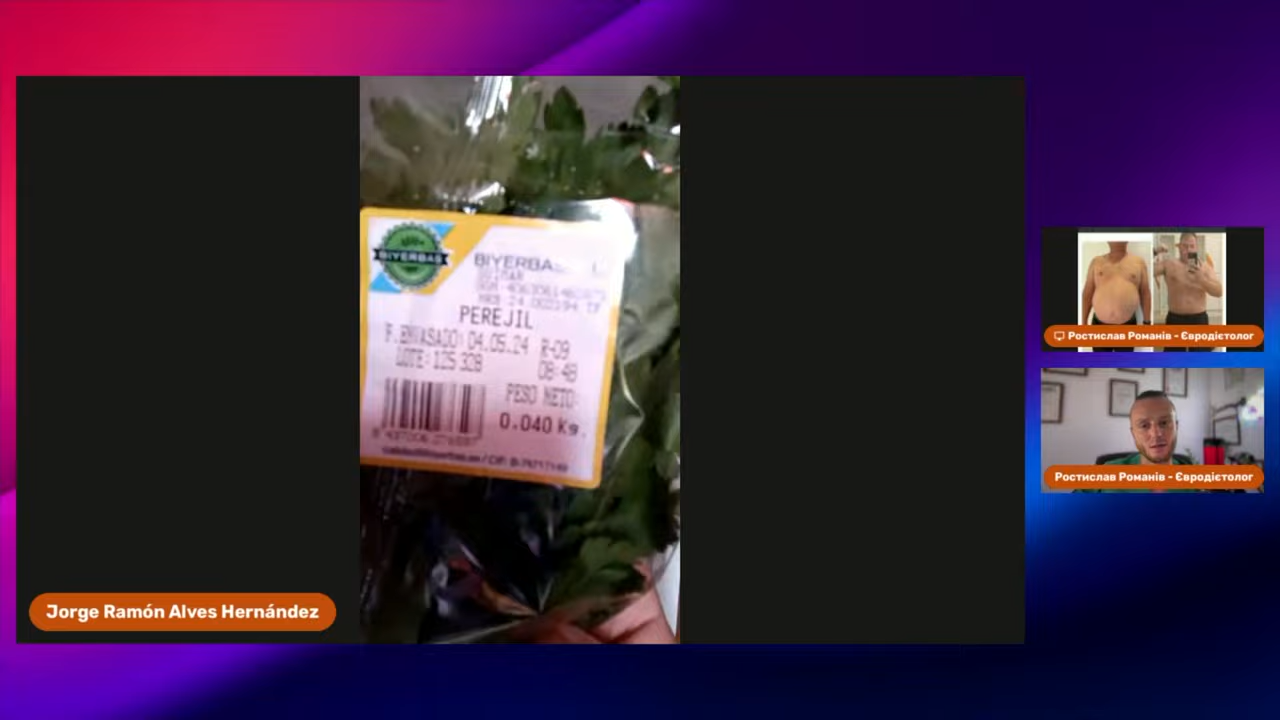 BIYERBAS
BIYERBAS
PEREJIL
F.ENVASADO: 04.05.24 R-09
LOTE: 125 328 08:48
PESO NETO:
0.040 Kg.
Jorge Ramón Alves Hernández
Ростислав Романів - Євродієтолог
Ростислав Романів - Євродієтолог